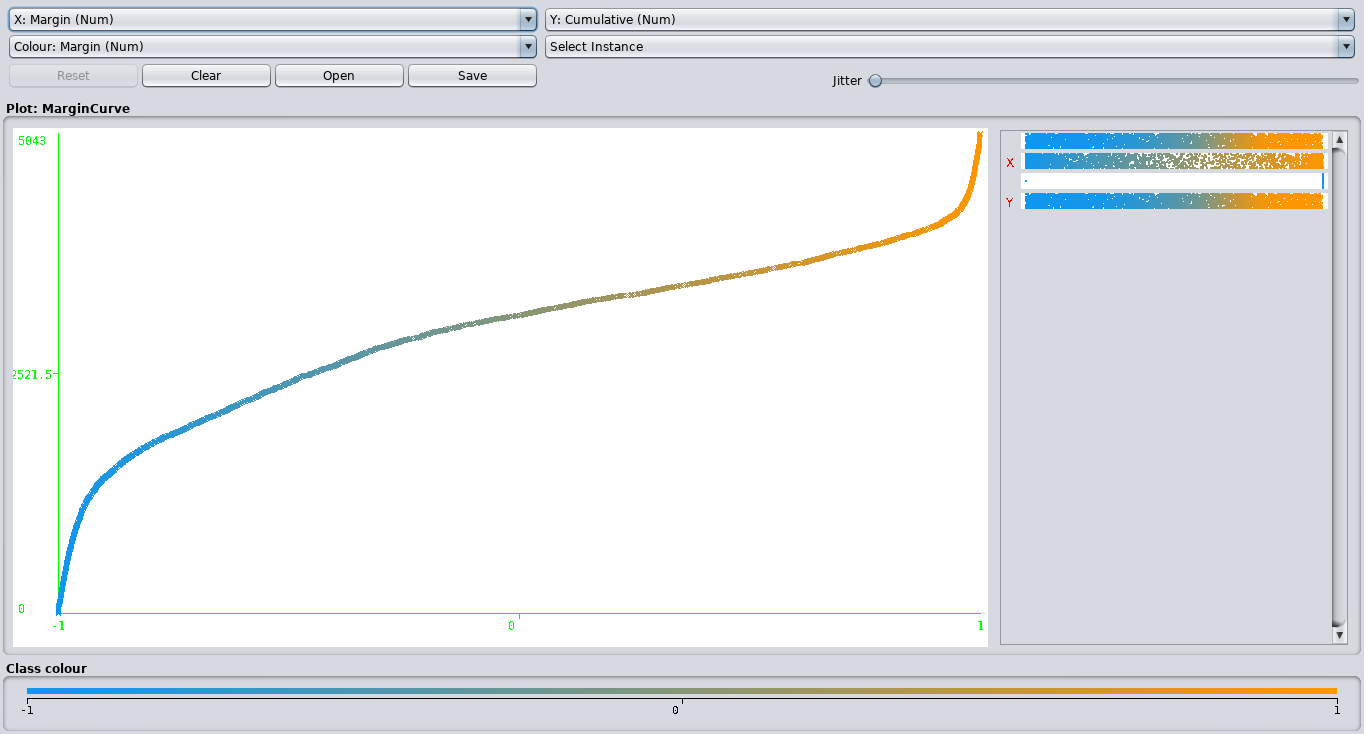 X: Margin (Num)
Y: Cumulative (Num)
Colour: Margin (Num)
Select Instance
Reset
Clear
Open
Save
Jitter
Plot: MarginCurve
5043
2521.5
0
-1
0
1
X
Y
Class colour
-1
0
1